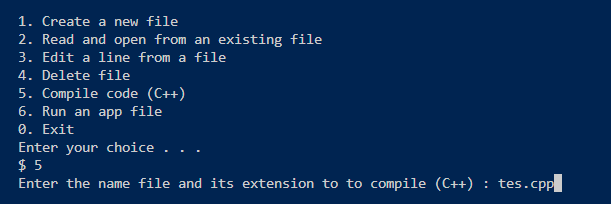 1. Create a new file
2. Read and open from an existing file
3. Edit a line from a file
4. Delete file
5. Compile code (C++)
6. Run an app file
0. Exit
Enter your choice . . .
$ 5
Enter the name file and its extension to to compile (C++) : tes.cpp